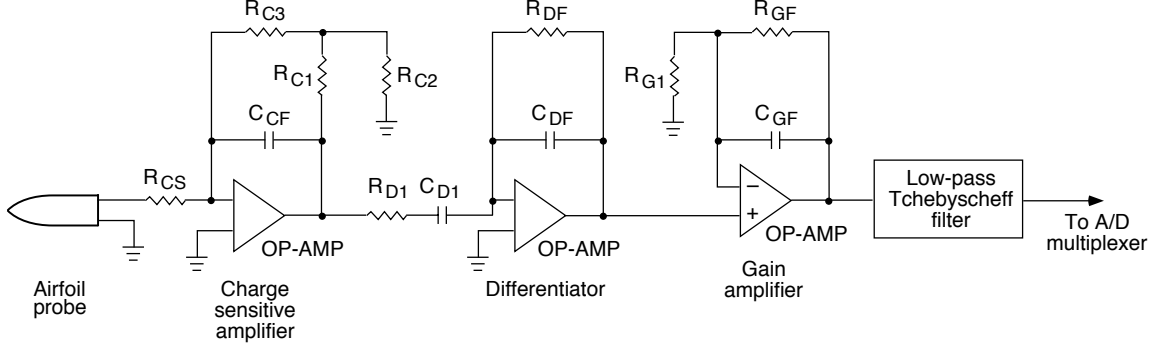 R_C3
R_DF
R_GF
R_C1
R_C2
R_G1
C_CF
C_DF
C_GF
R_CS
R_D1
C_D1
−
+
OP-AMP
OP-AMP
OP-AMP
Low-pass
Tchebyscheff
filter
To A/D
multiplexer
Airfoil
probe
Charge
sensitive
amplifier
Differentiator
Gain
amplifier